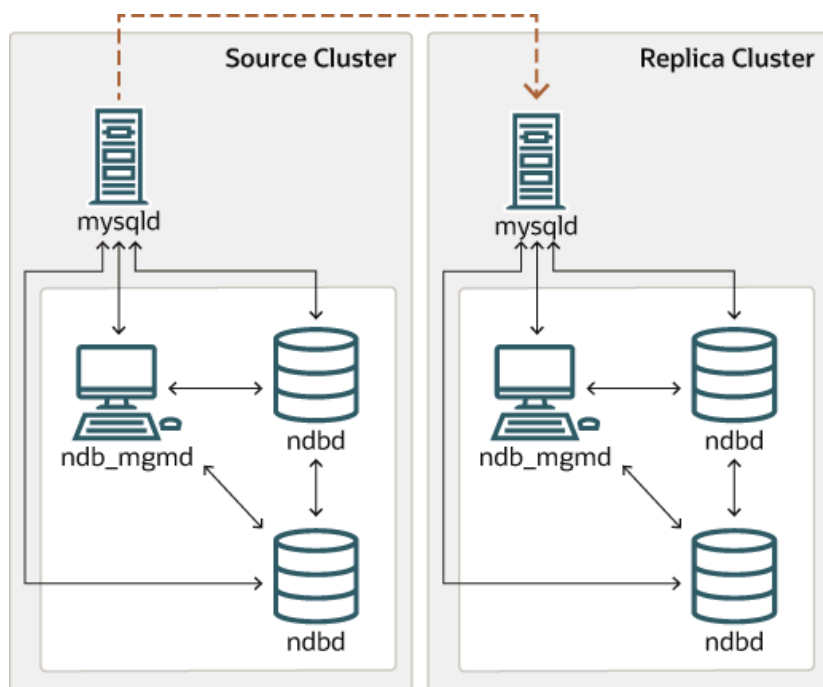 Source Cluster
mysqld
ndb_mgmd
ndbd
ndbd
Replica Cluster
mysqld
ndb_mgmd
ndbd
ndbd